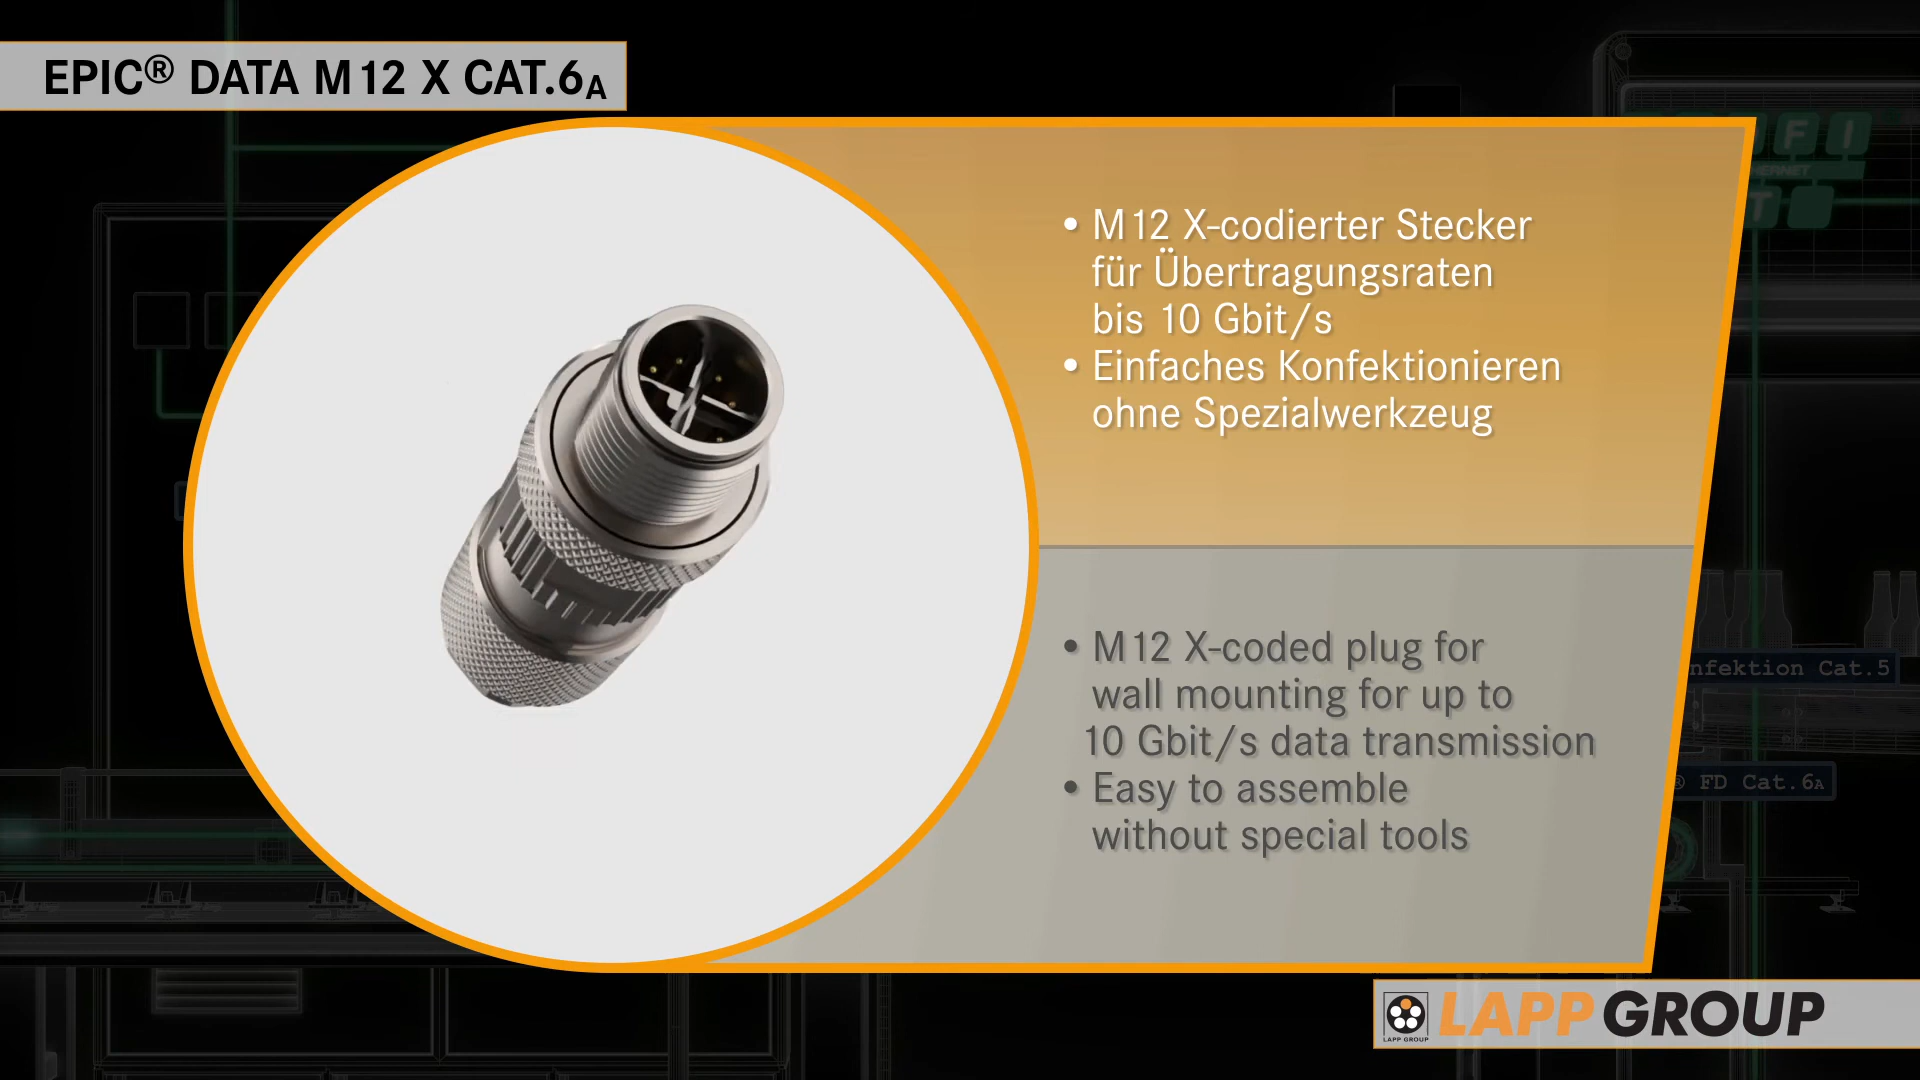 EPIC® DATA M12 X CAT.6A
• M12 X-codierter Stecker
für Übertragungsraten
bis 10 Gbit/s
• Einfaches Konfektionieren
ohne Spezialwerkzeug
• M12 X-coded plug for
wall mounting for up to
10 Gbit/s data transmission
• Easy to assemble
without special tools
F I
ERNET
T
nfektion Cat.5
® FD Cat.6A
LAPP GROUP
LAPP GROUP